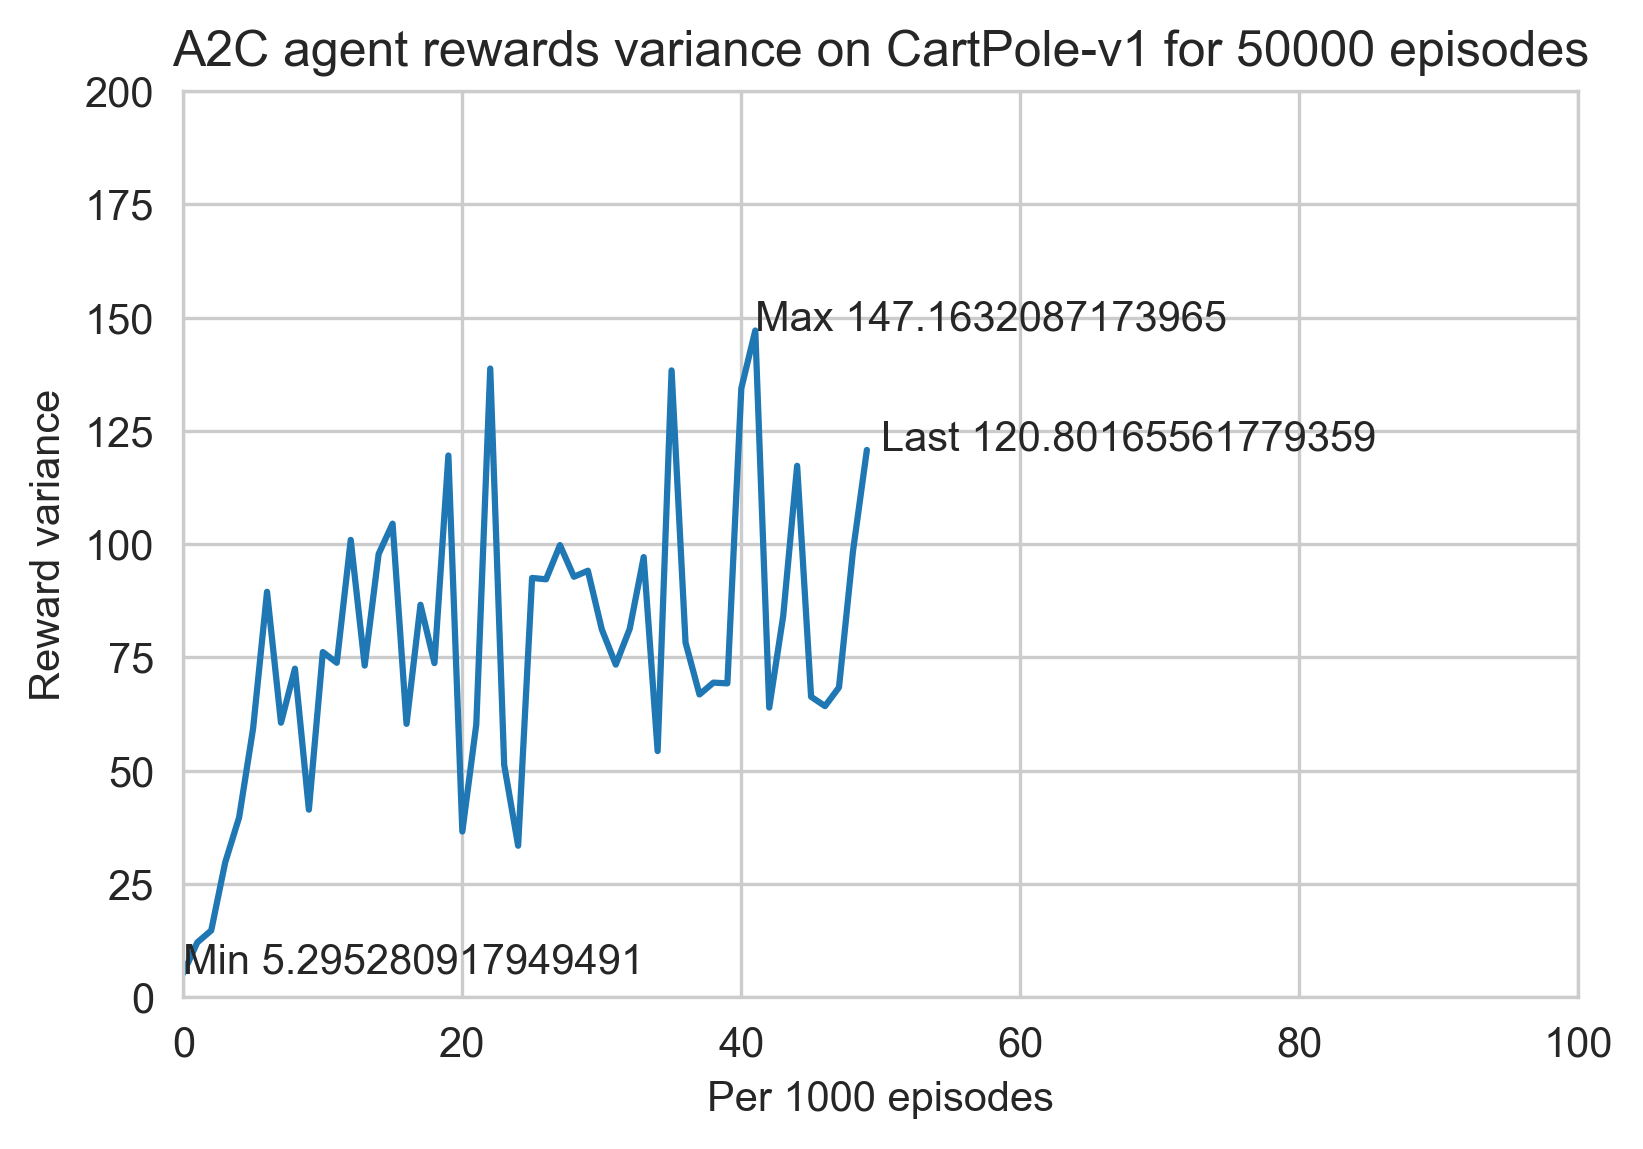 A2C agent rewards variance on CartPole-v1 for 50000 episodes
200
175
150
125
100
75
50
25
0
Reward variance
Max 147.1632087173965
Last 120.80165561779359
Min 5.295280917949491
0 20 40 60 80 100
Per 1000 episodes